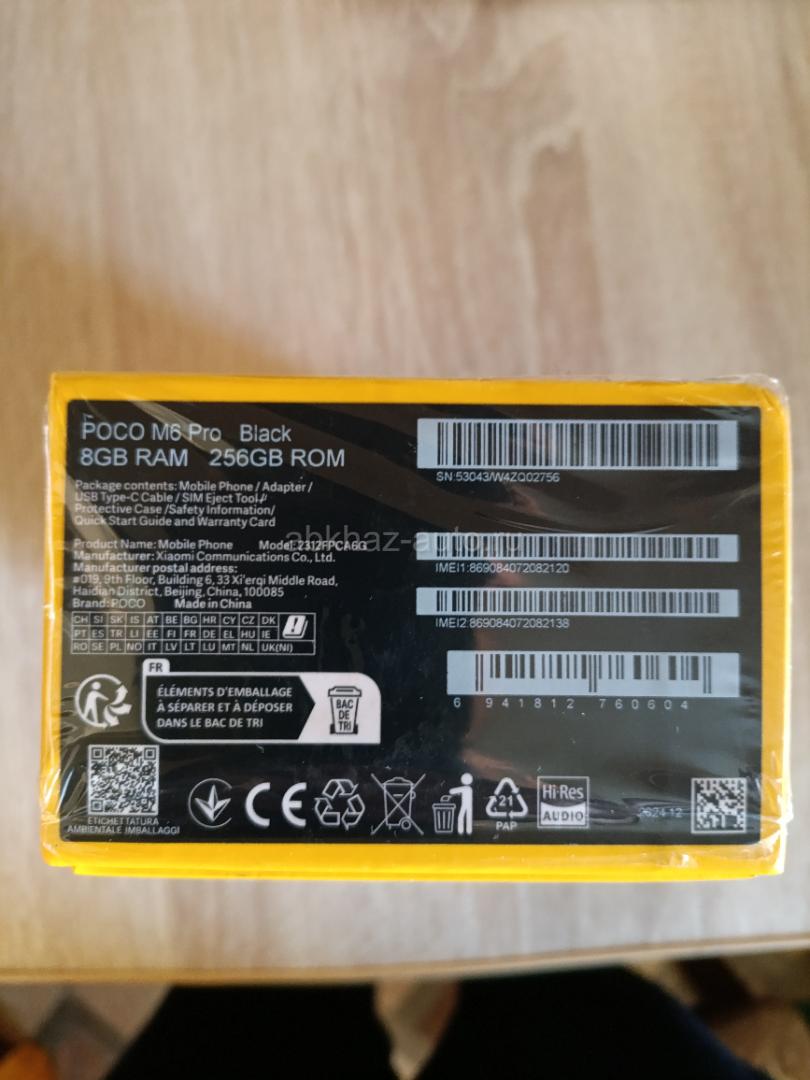 POCO M6 Pro Black
8GB RAM 256GB ROM
Package contents: Mobile Phone / Adapter /
USB Type-C Cable / SIM Eject Tool /
Protective Case /Safety Information/
Quick Start Guide and Warranty Card
Product Name: Mobile Phone Model: 2312FPCA6G
Manufacturer: Xiaomi Communications Co., Ltd.
Manufacturer postal address:
#019, 9th Floor, Building 6, 33 Xi'erqi Middle Road,
Haidian District, Beijing, China, 100085
Brand: POCO Made in China
CH SI SK IS AT BE BG HR CY CZ DK
PT ES TR LI EE FI FR DE EL HU IE
RO SE PL NO IT LV LT LU MT NL UK(NI)
FR
ÉLÉMENTS D'EMBALLAGE
À SÉPARER ET À DÉPOSER
DANS LE BAC DE TRI
BAC
DE
TRI
ETICHETTATURA
AMBIENTALE IMBALLAGGI
CE
21
PAP
Hi-Res
AUDIO
SN:53043/W4ZQ02756
IMEI1:869084072082120
IMEI2:869084072082138
6 941812 760604
abkhaz-auto.ru